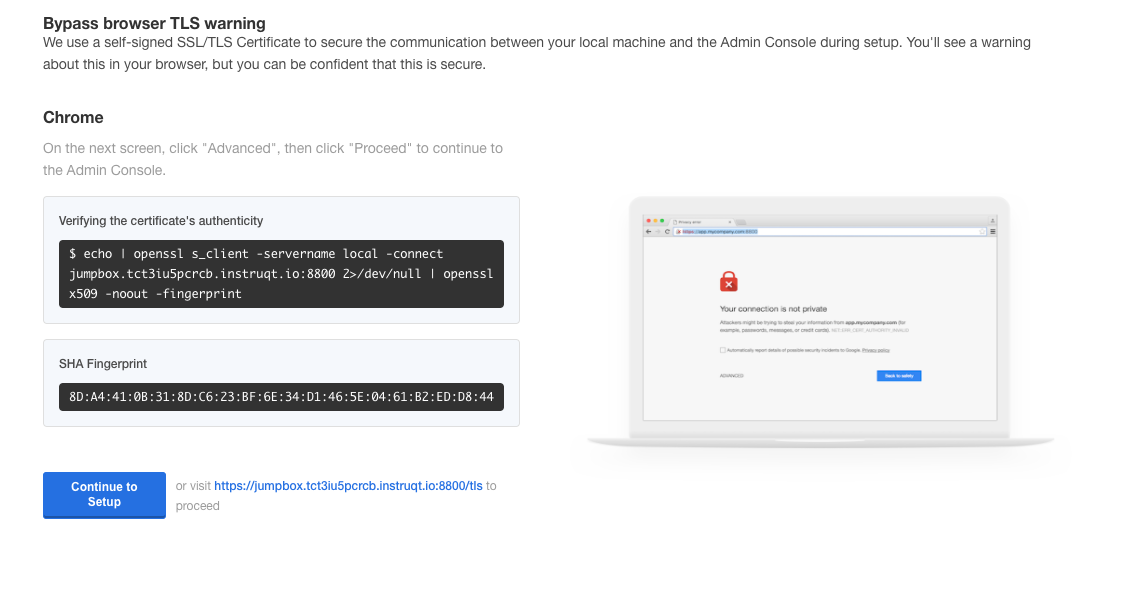 Bypass browser TLS warning
We use a self-signed SSL/TLS Certificate to secure the communication between your local machine and the Admin Console during setup. You'll see a warning
about this in your browser, but you can be confident that this is secure.
Chrome
On the next screen, click "Advanced", then click "Proceed" to continue to
the Admin Console.
Verifying the certificate's authenticity
$ echo | openssl s_client -servername local -connect
jumpbox.tct3iu5pcrcb.instruqt.io:8800 2>/dev/null | openssl
x509 -noout -fingerprint
SHA Fingerprint
8D:A4:41:0B:31:8D:C6:23:BF:6E:34:D1:46:5E:04:61:B2:ED:D8:44
Continue to
Setup
or visit https://jumpbox.tct3iu5pcrcb.instruqt.io:8800/tls to
proceed
Privacy error
https://app.mycompany.com:8800
Your connection is not private
Attackers might be trying to steal your information from app.mycompany.com (for
example, passwords, messages, or credit cards). NET::ERR_CERT_AUTHORITY_INVALID
Automatically report details of possible security incidents to Google. Privacy policy
ADVANCED
Back to safety